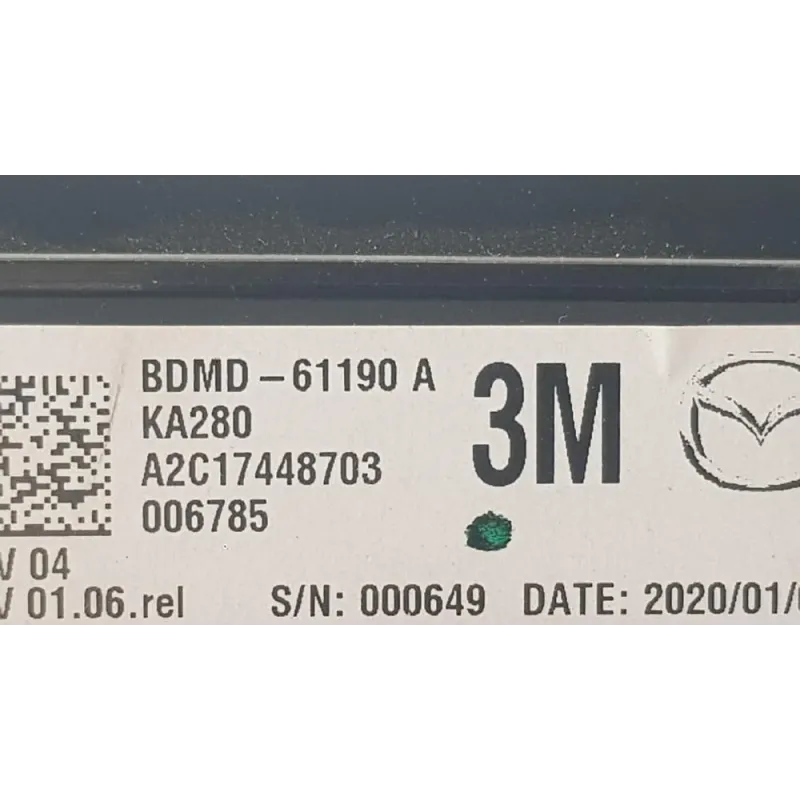 BDMD-61190 A
KA280
A2C17448703
006785
3M
04
01.06.rel S/N: 000649 DATE: 2020/01/